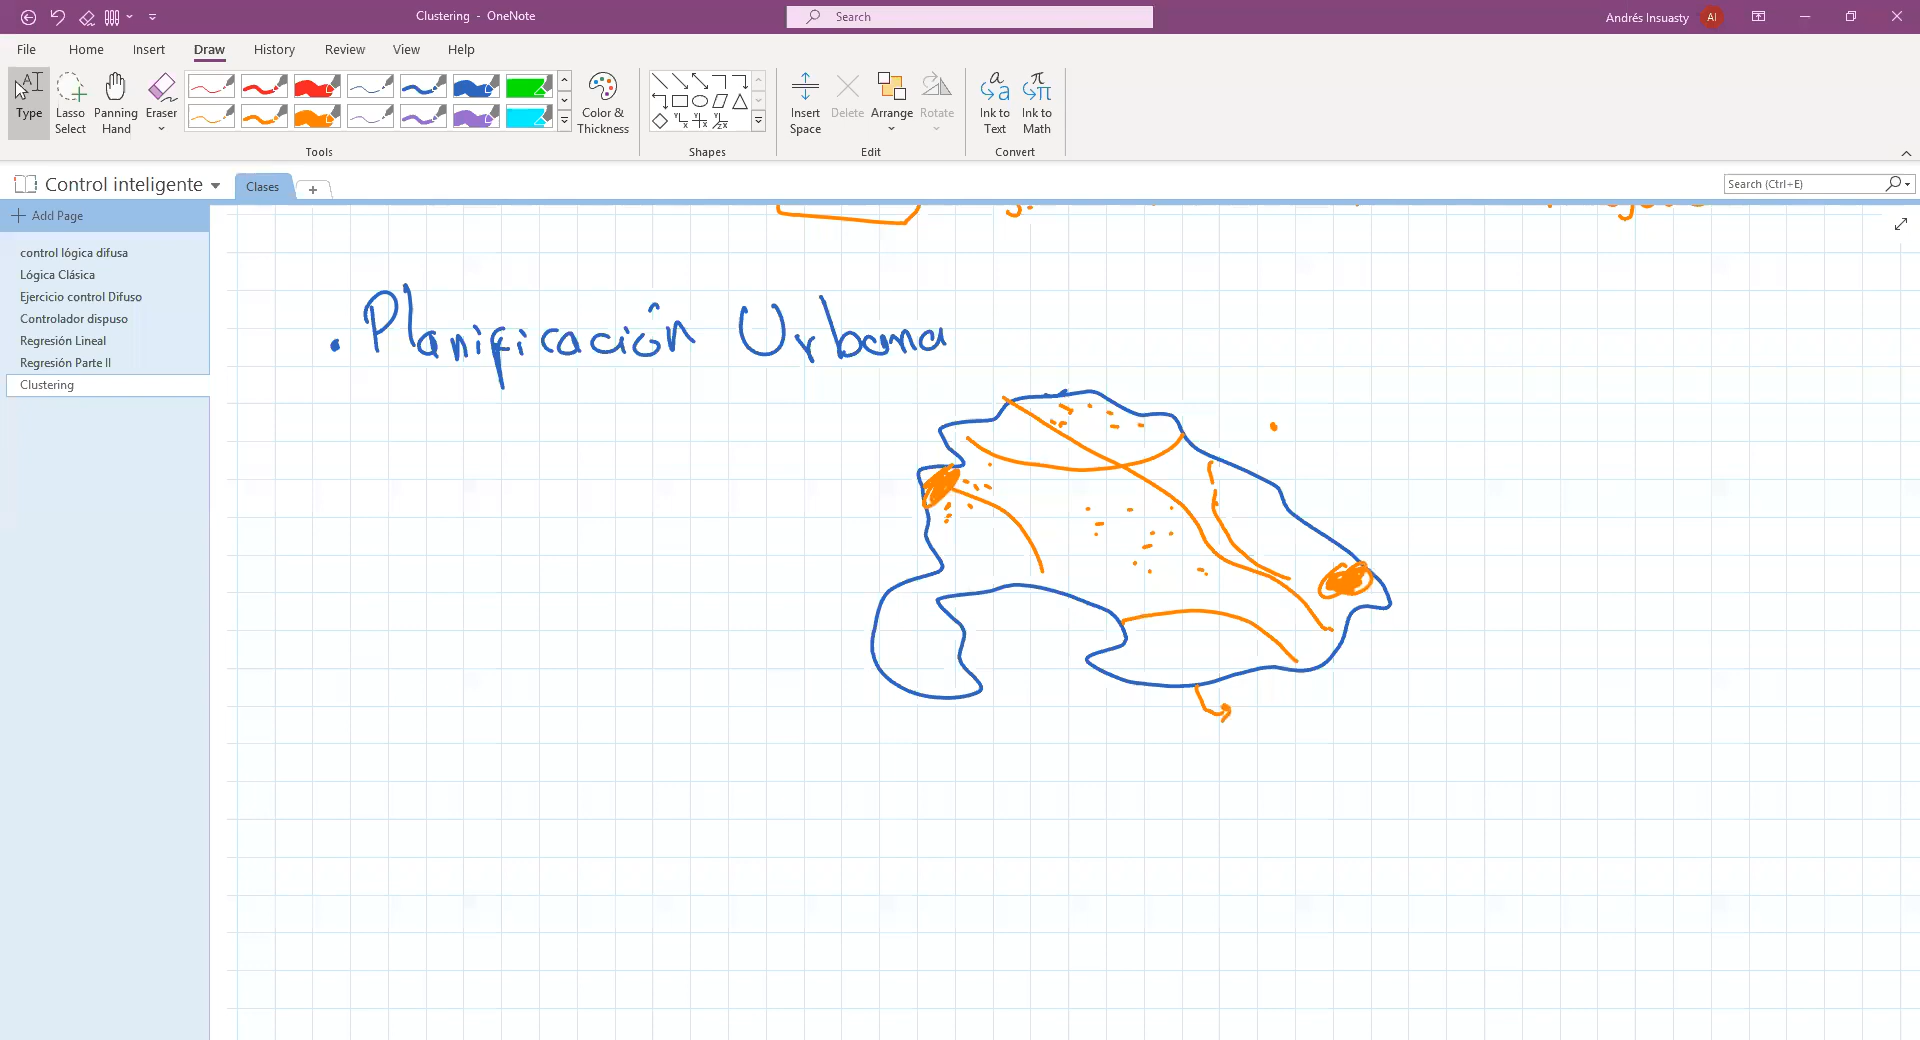 Clustering - OneNote
Search
Andrés Insuasty
AI
File Home Insert Draw History Review View Help
Type
Lasso Select
Panning Hand
Eraser
Color & Thickness
Insert Space
Delete
Arrange
Rotate
Ink to Text
Ink to Math
Tools
Shapes
Edit
Convert
Control inteligente
Clases
Search (Ctrl+E)
Add Page
control lógica difusa
Lógica Clásica
Ejercicio control Difuso
Controlador dispuso
Regresión Lineal
Regresión Parte II
Clustering
. Planificación Urbana